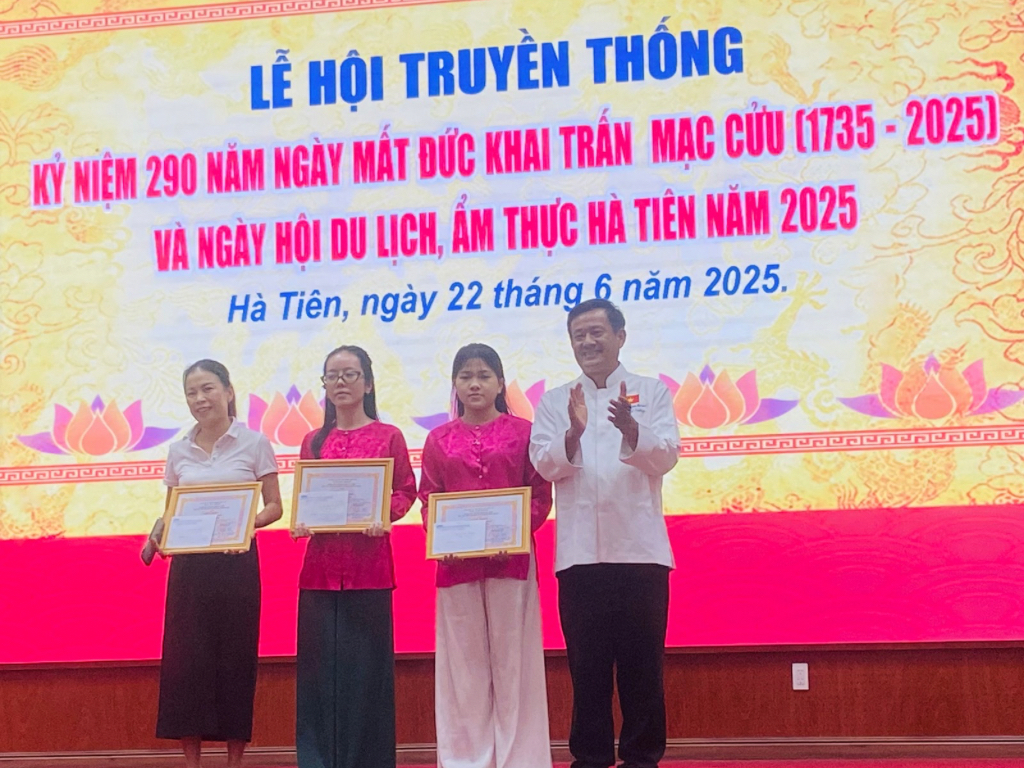 LỄ HỘI TRUYỀN THỐNG
KỶ NIỆM 290 NĂM NGÀY MẤT ĐỨC KHAI TRẤN MẠC CỬU (1735 - 2025)
VÀ NGÀY HỘI DU LỊCH, ẨM THỰC HÀ TIÊN NĂM 2025
Hà Tiên, ngày 22 tháng 6 năm 2025.